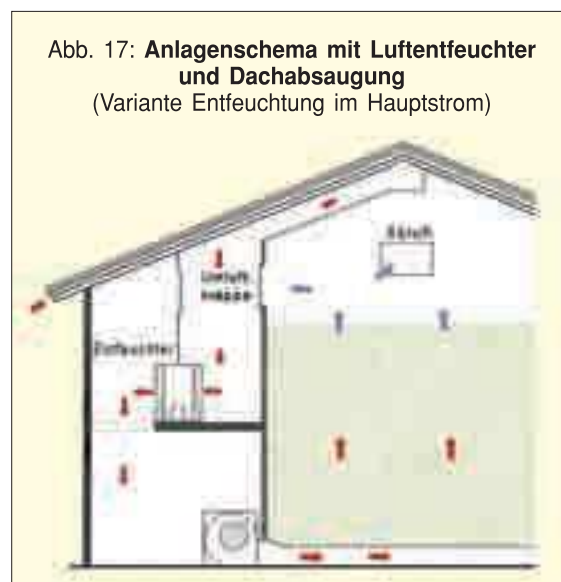 Abb. 17: Anlagenschema mit Luftentfeuchter
und Dachabsaugung
(Variante Entfeuchtung im Hauptstrom)
Abluft
Umluft
klappe
Entfeuchter